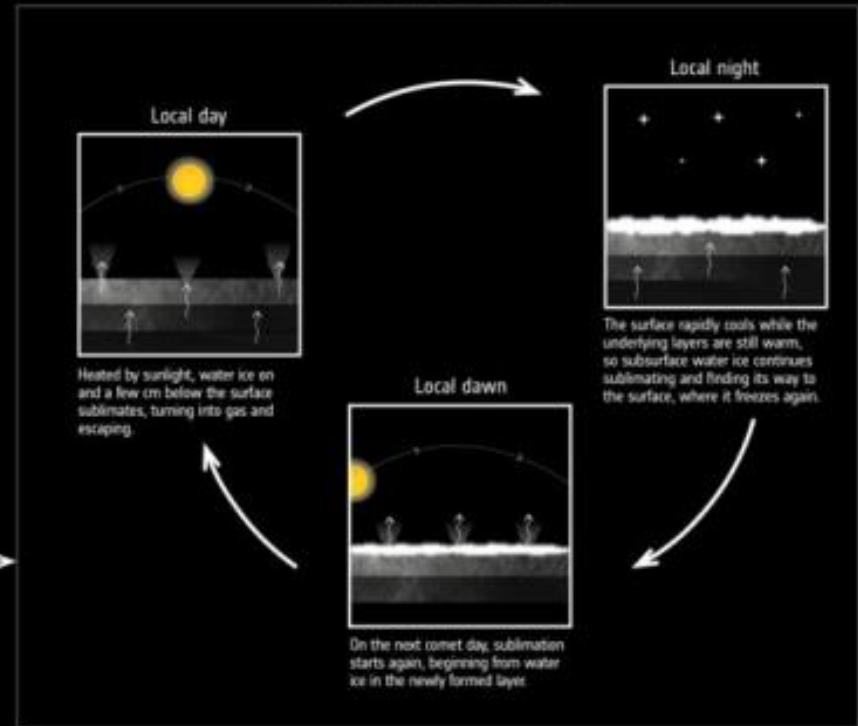 Local day
Heated by sunlight, water ice on
and a few cm below the surface
sublimates, turning into gas and
escaping.
Local night
The surface rapidly cools while the
underlying layers are still warm,
so subsurface water ice continues
sublimating and finding its way to
the surface, where it freezes again.
Local dawn
On the next comet day, sublimation
starts again, beginning from water
ice in the newly formed layer.